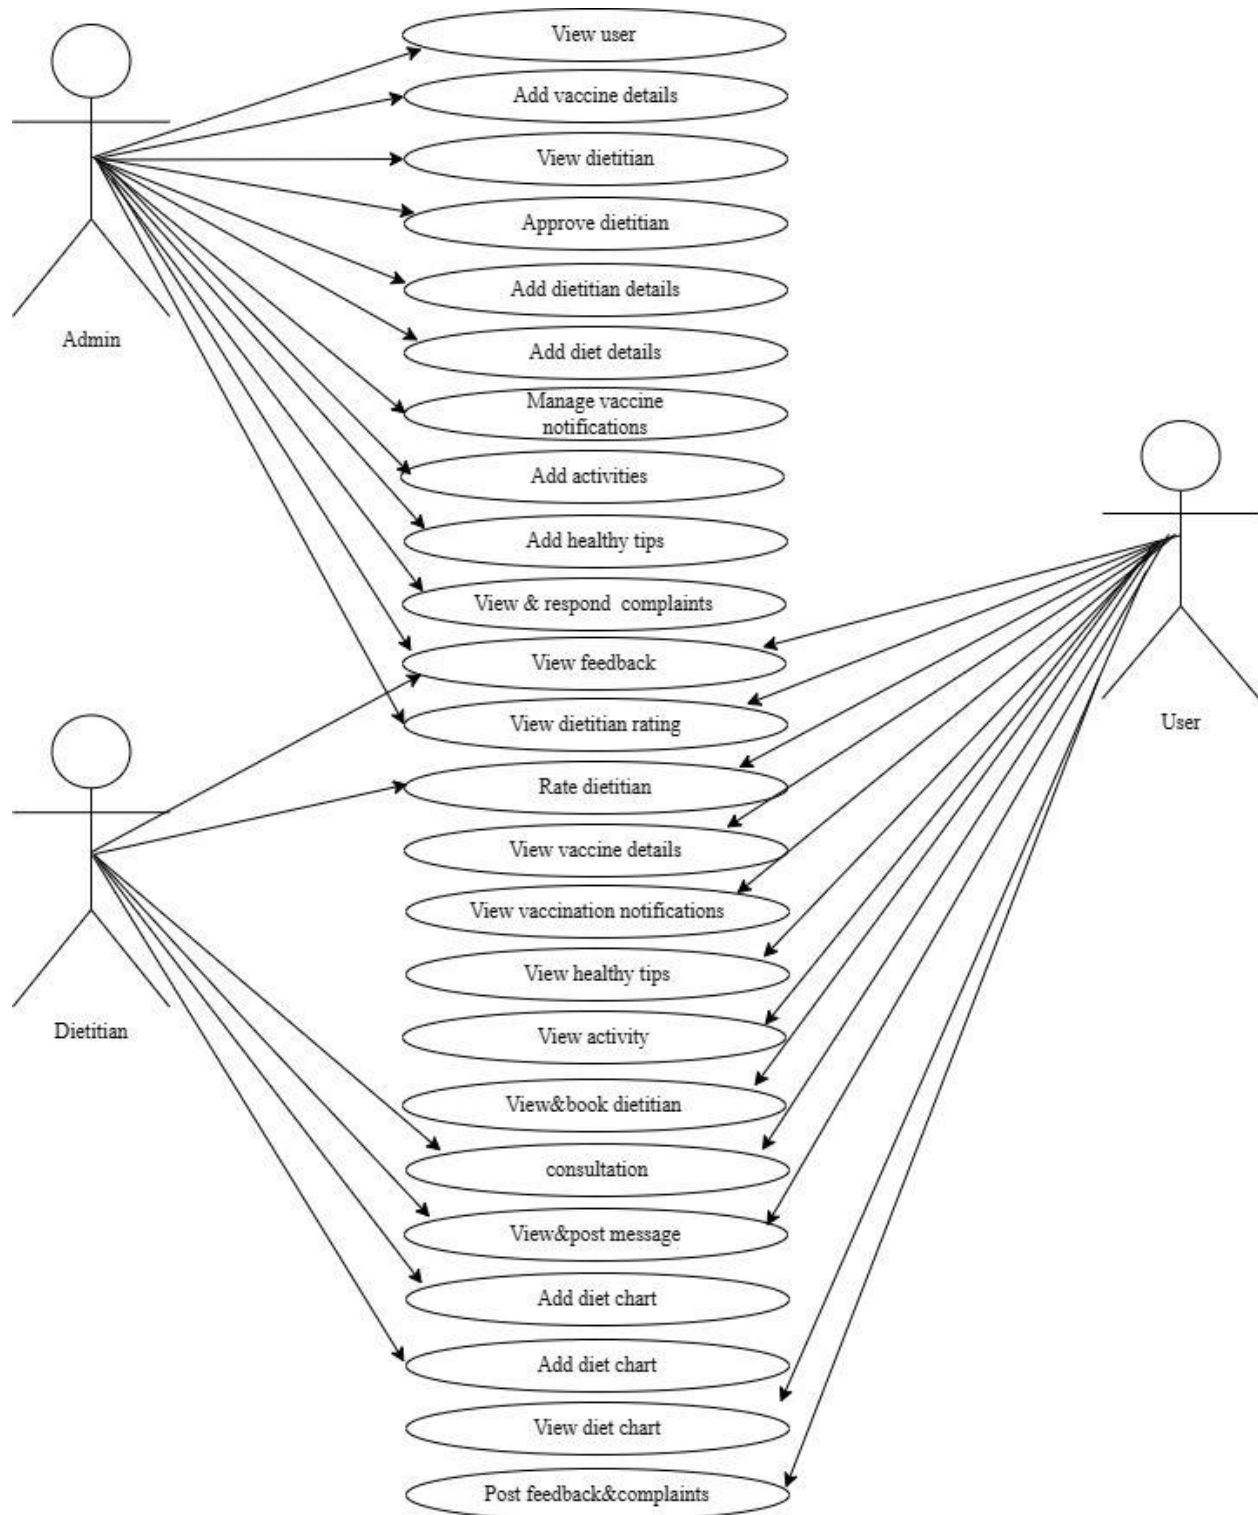 View user
Add vaccine details
View dietitian
Approve dietitian
Add dietitian details
Admin
Add diet details
Manage vaccine
notifications
Add activities
Add healthy tips
View & respond  complaints
View feedback
View dietitian rating
User
Rate dietitian
View vaccine details
View vaccination notifications
View healthy tips
Dietitian
View activity
View&book dietitian
consultation
View&post message
Add diet chart
Add diet chart
View diet chart
Post feedback&complaints